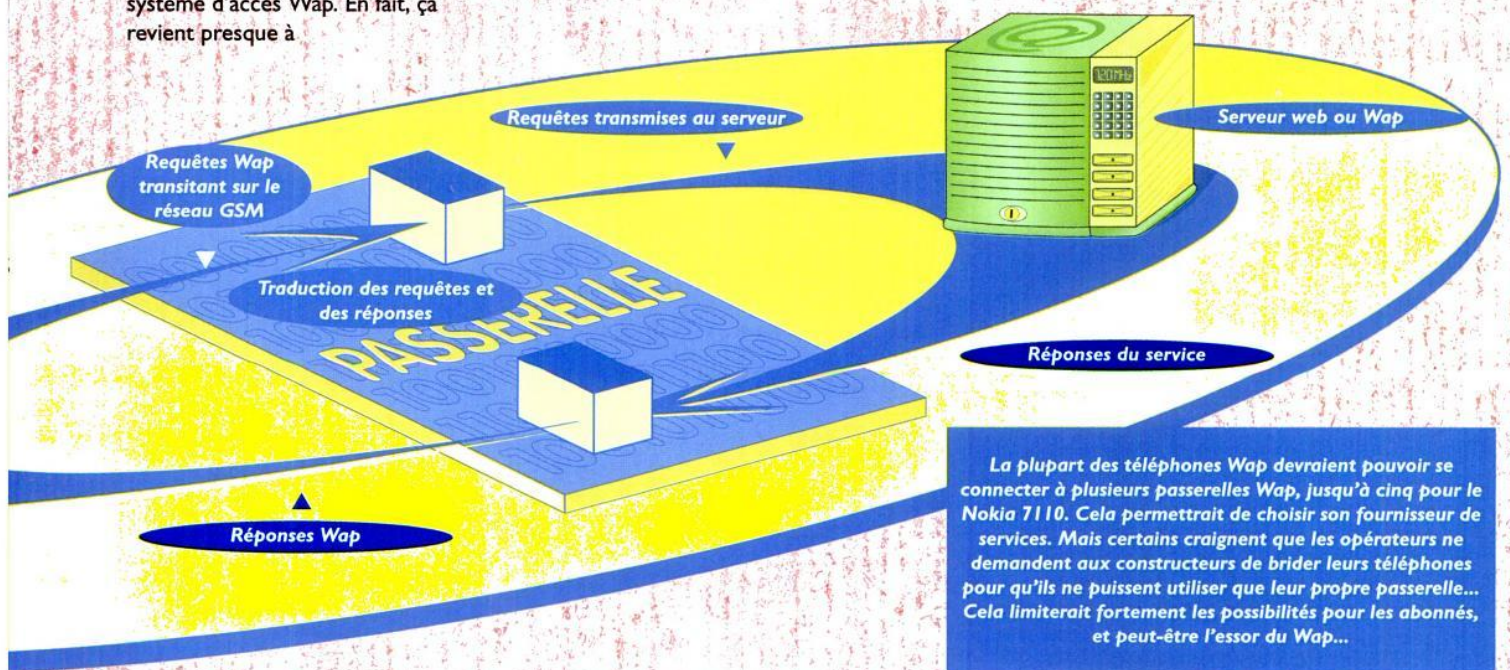 système d'accès Wap. En fait, ça
revient presque à
120MHz
Requêtes transmises au serveur
Serveur web ou Wap
Requêtes Wap
transitant sur le
réseau GSM
Traduction des requêtes et
des réponses
PASSERELLE
Réponses du service
Réponses Wap
La plupart des téléphones Wap devraient pouvoir se
connecter à plusieurs passerelles Wap, jusqu'à cinq pour le
Nokia 7110. Cela permettrait de choisir son fournisseur de
services. Mais certains craignent que les opérateurs ne
demandent aux constructeurs de brider leurs téléphones
pour qu'ils ne puissent utiliser que leur propre passerelle...
Cela limiterait fortement les possibilités pour les abonnés,
et peut-être l'essor du Wap...